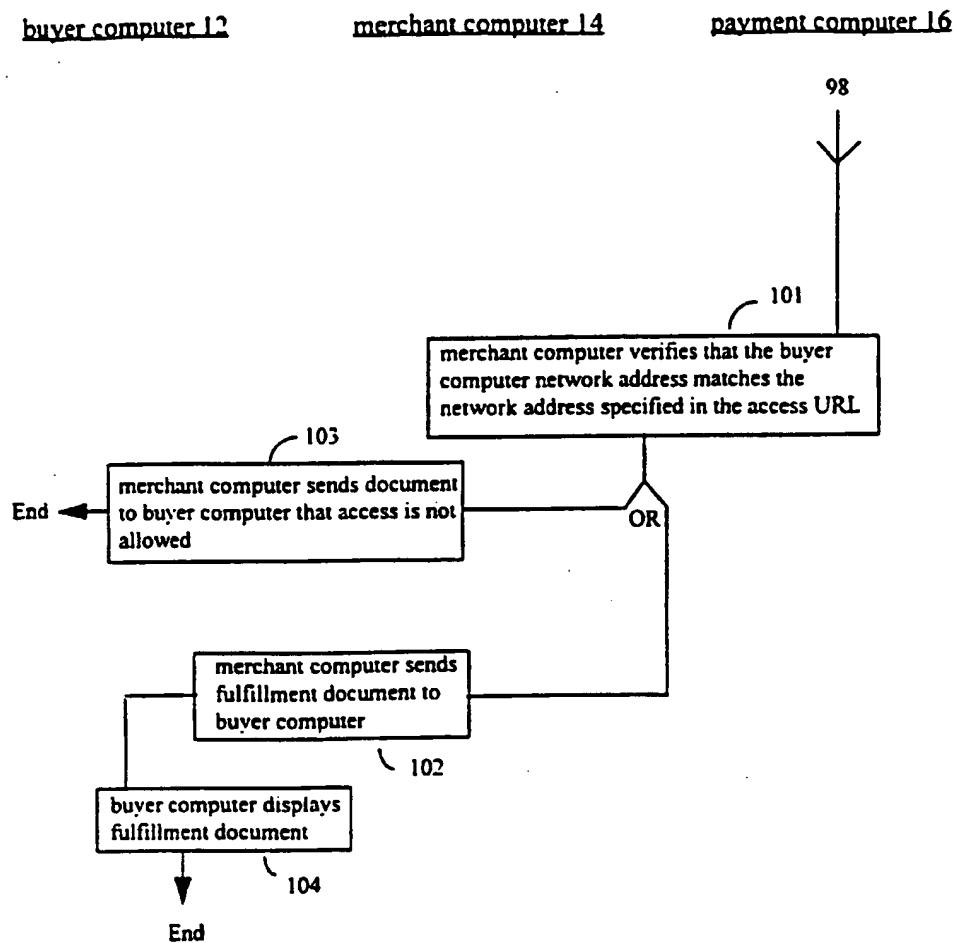 buyer computer 12
merchant computer 14
payment computer 16
98
101
merchant computer verifies that the buyer
computer network address matches the
network address specified in the access URL
103
merchant computer sends document
to buyer computer that access is not
allowed
End
OR
merchant computer sends
fulfillment document to
buyer computer
102
buyer computer displays
fulfillment document
104
End